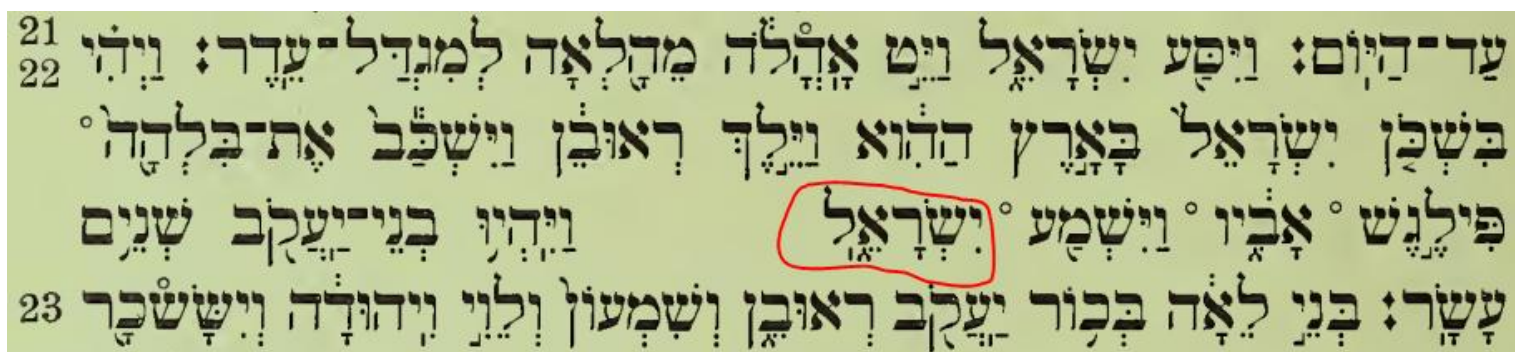 עַד־הַיּֽוֹם׃ וַיִּסַּ֖ע יִשְׂרָאֵ֑ל וַיֵּ֣ט אָֽהֳלֹ֔ה מֵהָ֖לְאָה לְמִגְדַּל־עֵֽדֶר׃ וַיְהִ֗י 21 22
בִּשְׁכֹּ֤ן יִשְׂרָאֵל֙ בָּאָ֣רֶץ הַהִ֔וא וַיֵּ֣לֶךְ רְאוּבֵ֔ן וַיִּשְׁכַּ֕ב֙ אֶת־בִּלְהָ֖ה֙ °
פִּילֶ֣גֶשׁ ° אָבִ֑֔יו ° וַיִּשְׁמַ֖ע ° יִשְׂרָאֵֽ֑ל וַיִּֽהְי֥וּ בְנֵֽי־יַעֲקֹ֖ב שְׁנֵ֥ים
עָשָֽׂר׃ בְּנֵ֣י לֵאָ֔ה בְּכ֥וֹר יַעֲקֹ֖ב רְאוּבֵ֑ן וְשִׁמְעוֹן֙ וְלֵוִ֣י וִֽיהוּדָ֔ה וְיִשָּׂשכָ֖ר 23